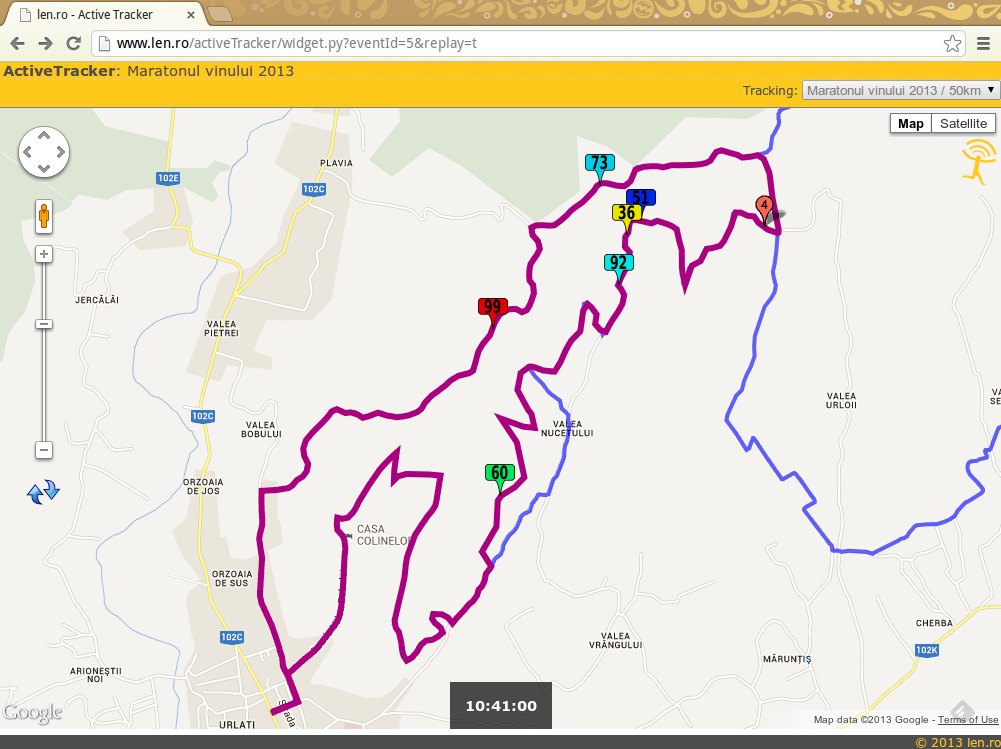 len.ro - Active Tracker
www.len.ro/activeTracker/widget.py?eventId=5&replay=t
ActiveTracker: Maratonul vinului 2013
Tracking: Maratonul vinului 2013 / 50km
Map Satellite
PLAVIA
73
102E
102C
51
36
4
92
JERCĂLĂI
99
VALEA
PIETREI
VALEA
URLOII
VA
SE
102C
VALEA
BOBULUI
VALEA
NUCETULUI
60
ORZOAIA
DE JOS
CASA
COLINELOR
ORZOAIA
DE SUS
CHERBA
102C
VALEA
VRÂNGULUI
102K
MĂRUNȚIȘ
ARIONEȘTII
NOI
Strada
10:41:00
Google
URLATI
Map data ©2013 Google - Terms of Use
© 2013 len.ro